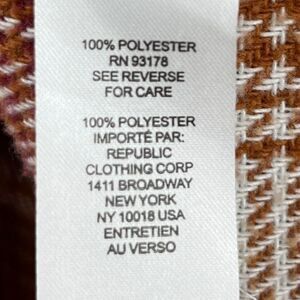 100% POLYESTER
RN 93178
SEE REVERSE
FOR CARE
100% POLYESTER
IMPORTÉ PAR:
REPUBLIC
CLOTHING CORP
1411 BROADWAY
NEW YORK
NY 10018 USA
ENTRETIEN
AU VERSO